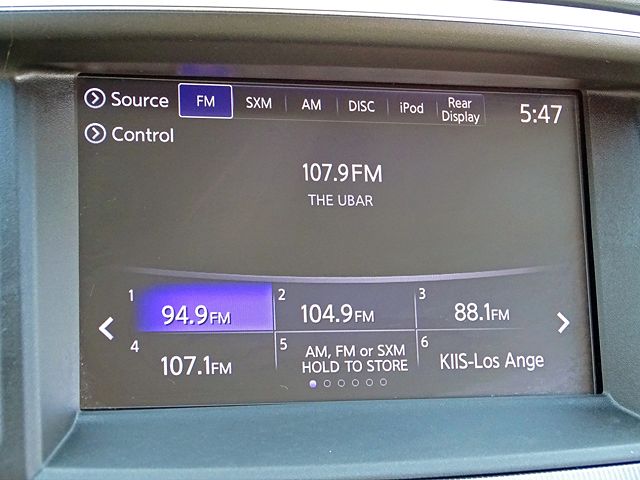 Source FM SXM AM DISC iPod Rear Display 5:47
Control
107.9FM
THE UBAR
1 94.9FM 2 104.9FM 3 88.1FM
4 107.1FM 5 AM, FM or SXM HOLD TO STORE 6 KIIS-Los Ange